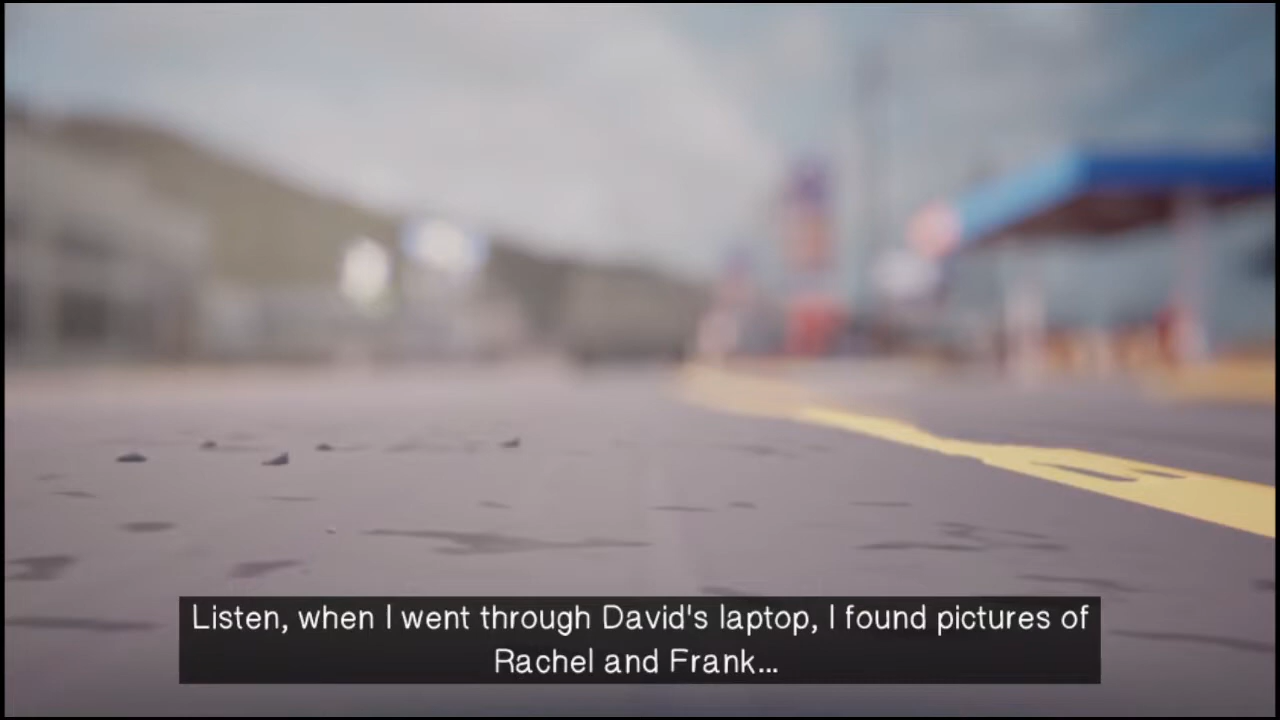 Listen, when I went through David's laptop, I found pictures of
Rachel and Frank...